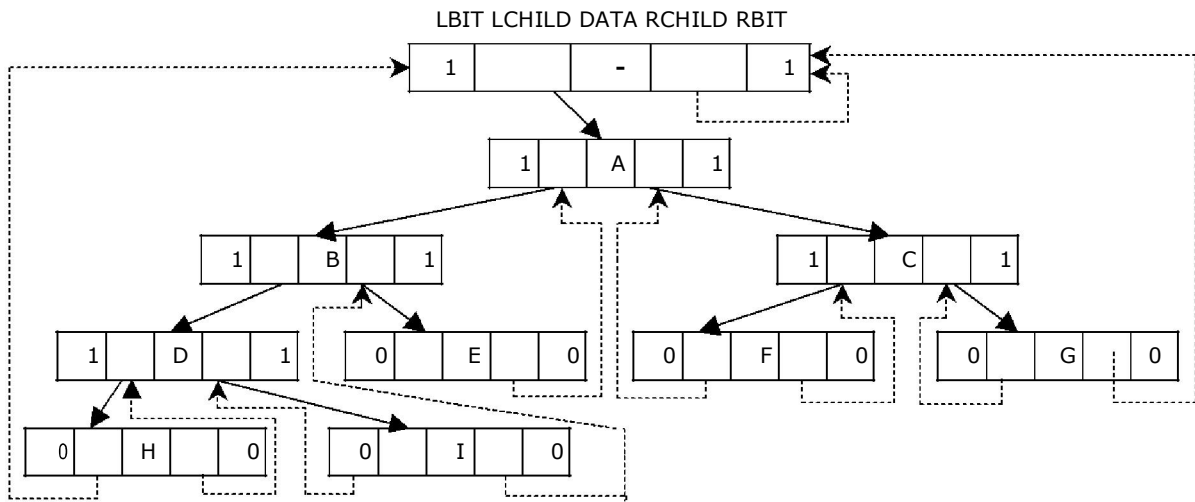 LBIT LCHILD DATA RCHILD RBIT
1 - 1
1 A 1
1 B 1
1 C 1
1 D 1
0 E 0
0 F 0
0 G 0
0 H 0
0 I 0